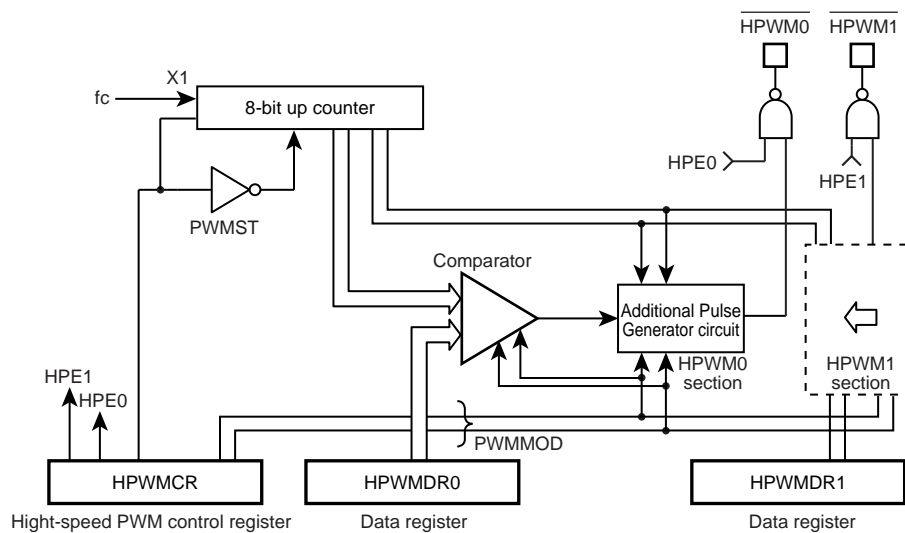 HPWM0 HPWM1
X1
fc
8-bit up counter
HPE0
HPE1
PWMST
Comparator
Additional Pulse
Generator circuit
HPWM0
section
HPWM1
section
HPE1
HPE0
PWMMOD
HPWMCR
HPWMDR0
HPWMDR1
Hight-speed PWM control register
Data register
Data register